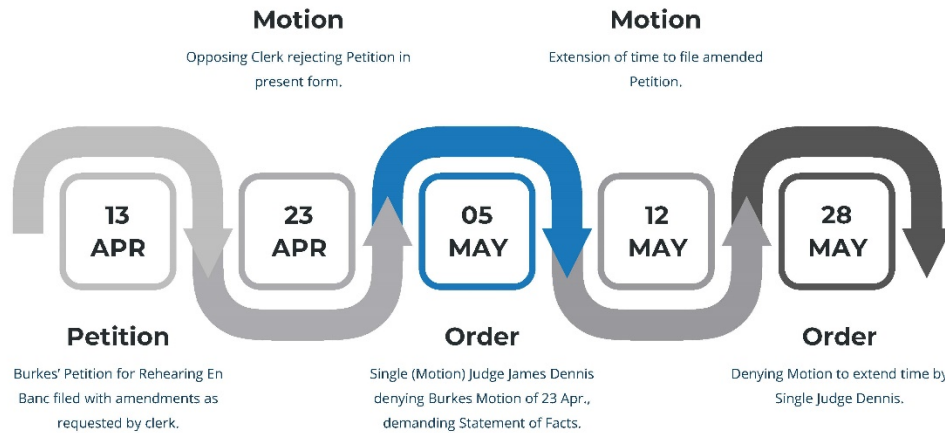 Motion
Opposing Clerk rejecting Petition in
present form.
Motion
Extension of time to file amended
Petition.
13
APR
23
APR
05
MAY
12
MAY
28
MAY
Petition
Burkes' Petition for Rehearing En
Banc filed with amendments as
requested by clerk.
Order
Single (Motion) Judge James Dennis
denying Burkes Motion of 23 Apr.,
demanding Statement of Facts.
Order
Denying Motion to extend time by
Single Judge Dennis.